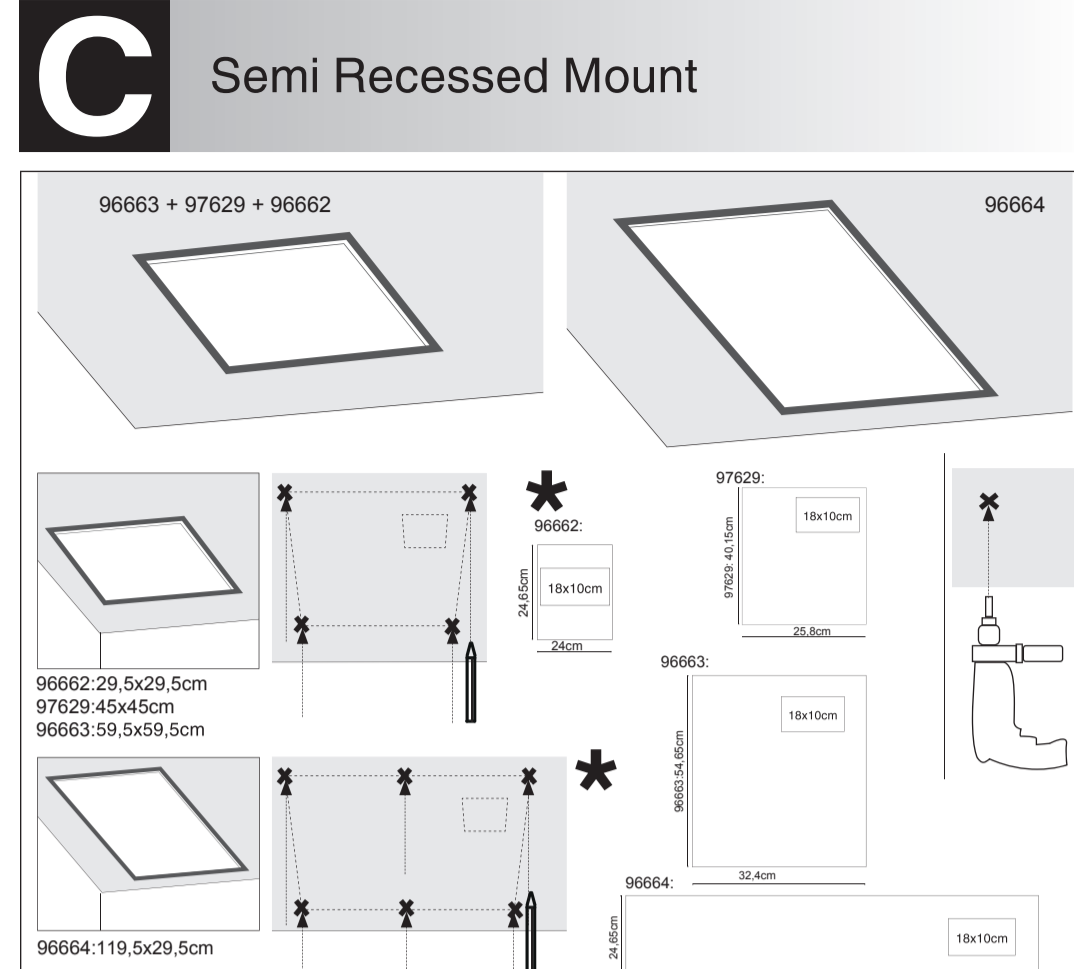 C
Semi Recessed Mount
96663 + 97629 + 96662
96664
96662:29,5x29,5cm
97629:45x45cm
96663:59,5x59,5cm
*
96662:
24,65cm
18x10cm
24cm
97629:
97629: 40,15cm
18x10cm
25,8cm
96663:
96663:54,65cm
18x10cm
32,4cm
96664:119,5x29,5cm
*
96664:
24,65cm
18x10cm